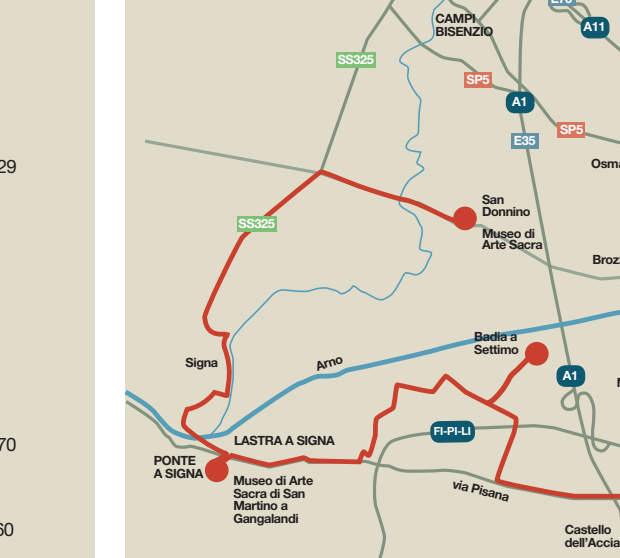 29
70
60
CAMPI
BISENZIO
E76
A11
SS325
SP5
A1
SP5
E35
Osma
San
Donnino
SS325
Museo di
Arte Sacra
Broz
Badia a
Settimo
Signa
Arno
A1
FI-PI-LI
LASTRA A SIGNA
PONTE
A SIGNA
Museo di Arte
Sacra di San
Martino a
Gangalandi
via Pisana
Castello
dell'Accia